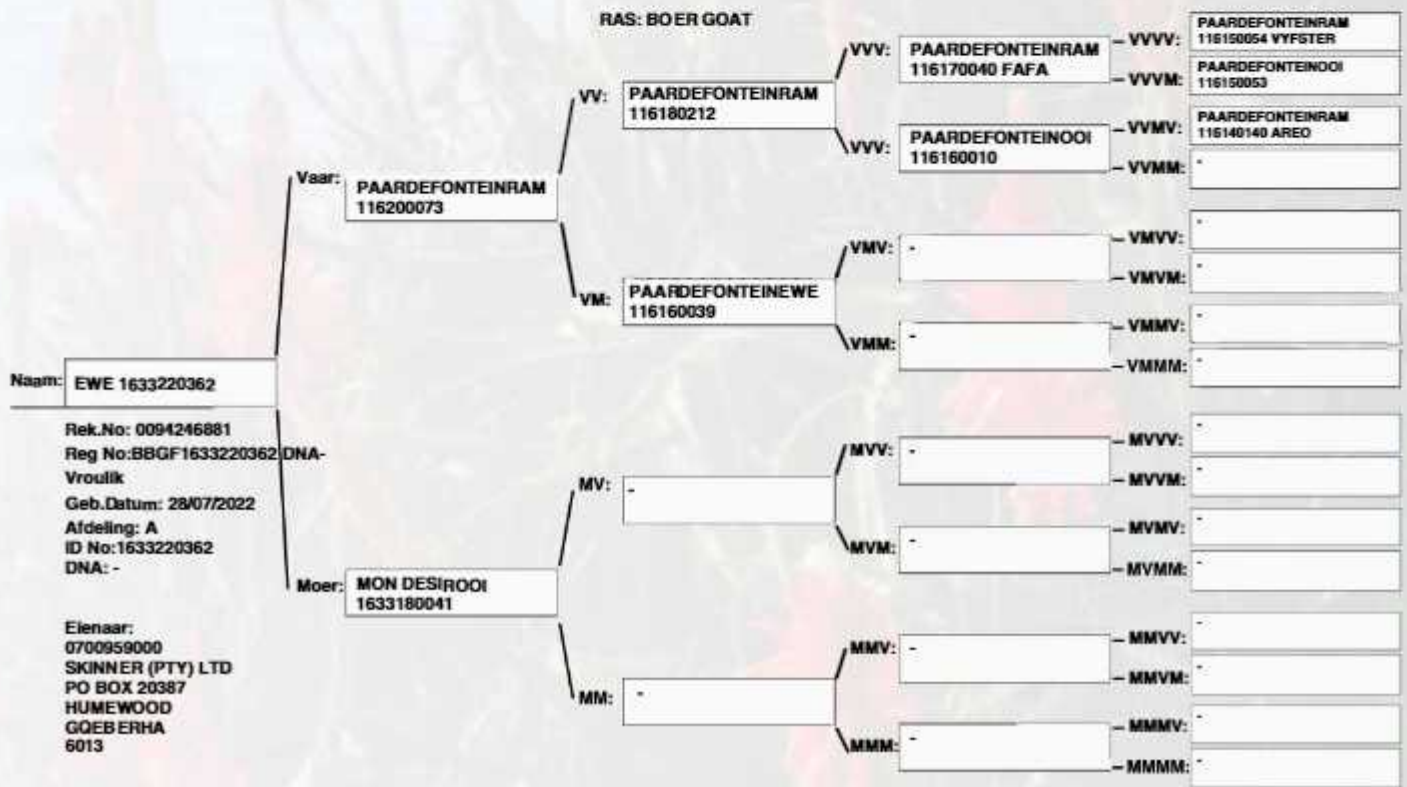 RAS: BOER GOAT
Naam: EWE 1633220362
Rek.No: 0094246881
Reg No:BBGF1633220362 DNA-
Vroulik
Geb.Datum: 28/07/2022
Afdeling: A
ID No:1633220362
DNA: -
Eienaar:
0700959000
SKINNER (PTY) LTD
PO BOX 20387
HUMEWOOD
GQEBERHA
6013
Vaar: PAARDEFONTEINRAM
116200073
Moer: MON DESIROOI
1633180041
VV: PAARDEFONTEINRAM
116180212
VM: PAARDEFONTEINEWE
116160039
MV: -
MM: -
VVV: PAARDEFONTEINRAM
116170040 FAFA
VVV: PAARDEFONTEINOOI
116160010
VMV: -
VMM: -
MVV: -
MVM: -
MMV: -
MMM: -
VVVV: PAARDEFONTEINRAM
116150054 VYFSTER
VVVM: PAARDEFONTEINOOI
116150053
VVMV: PAARDEFONTEINRAM
116140140 AREO
VVMM: -
VMVV: -
VMVM: -
VMMV: -
VMMM: -
MVVV: -
MVVM: -
MVMV: -
MVMM: -
MMVV: -
MMVM: -
MMMV: -
MMMM: -